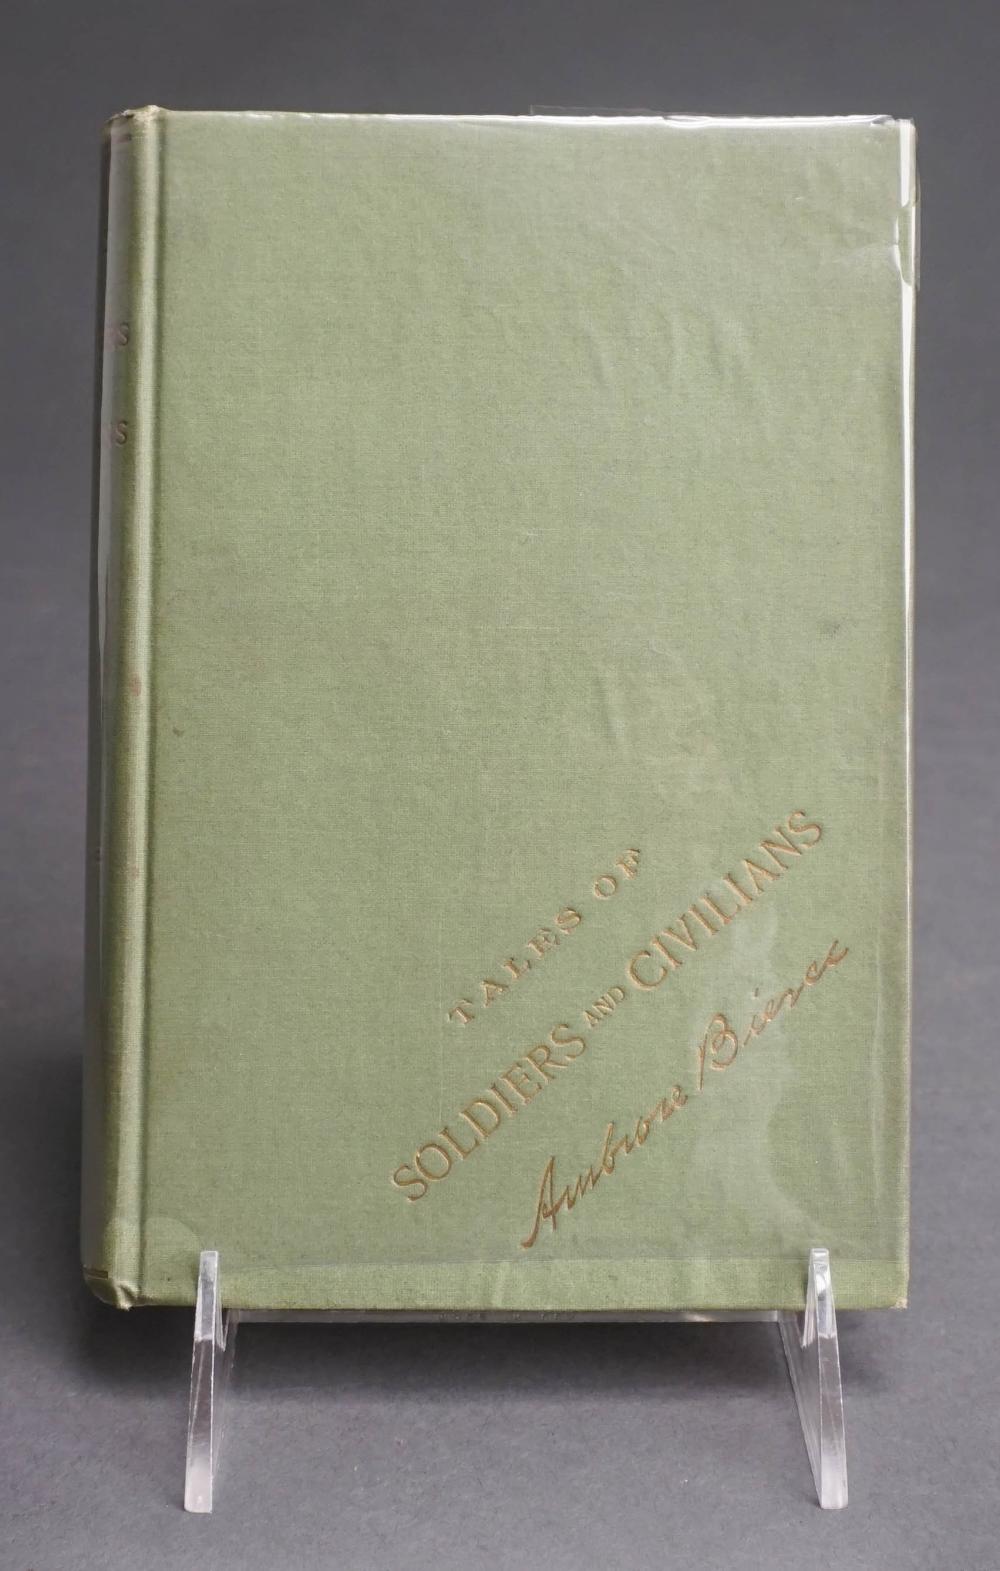 TALES OF
SOLDIERS AND CIVILIANS
Ambrose Bierce